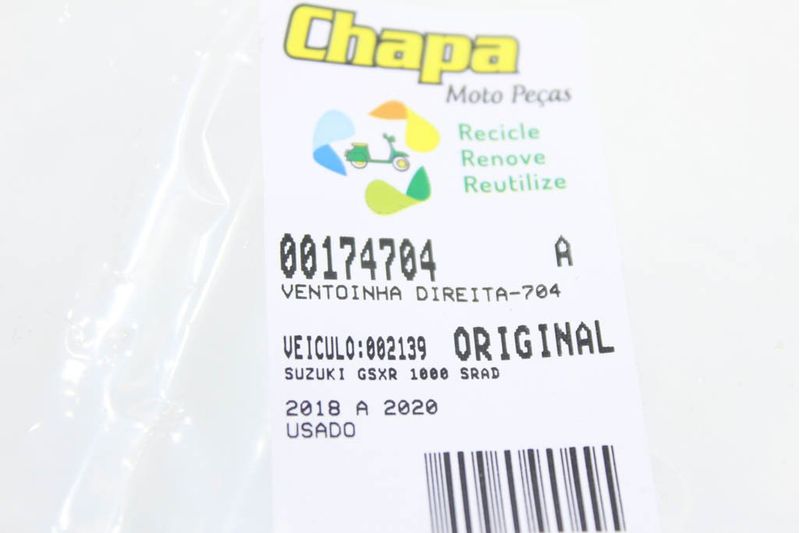 Chapa
Moto Peças
Recicle
Renove
Reutilize
00174704 A
VENTOINHA DIREITA-704
VEICULO:002139 ORIGINAL
SUZUKI GSXR 1000 SRAD
2018 A 2020
USADO